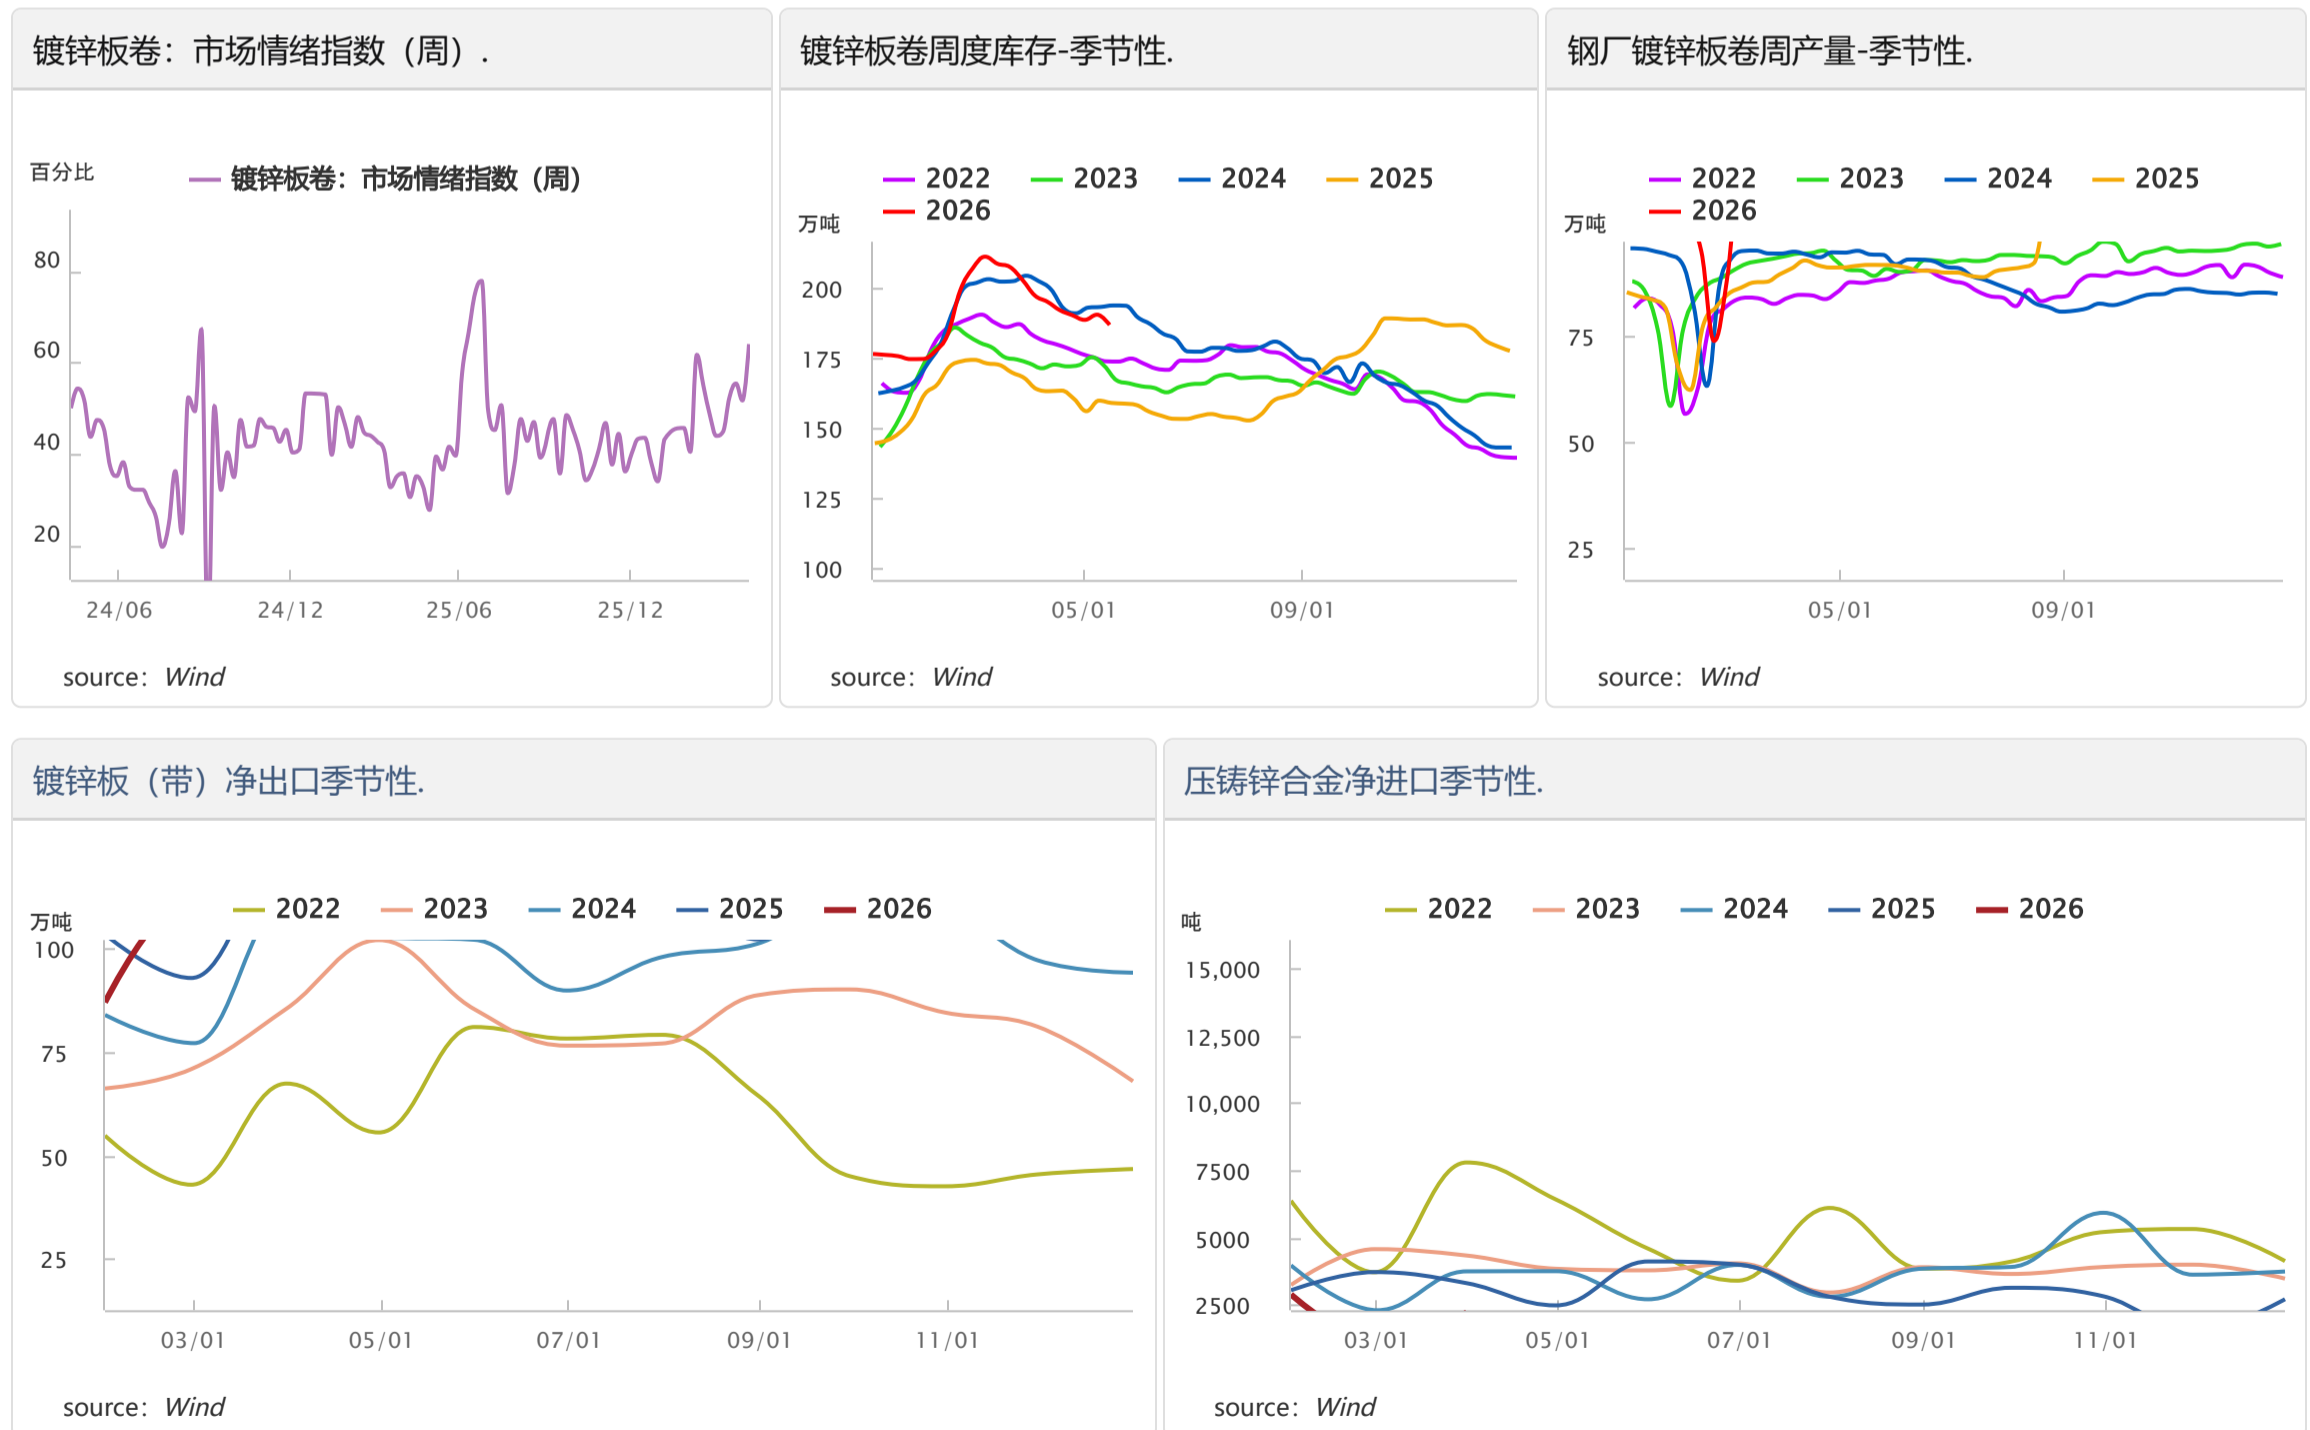 镀锌板卷：市场情绪指数（周）.
百分比
镀锌板卷：市场情绪指数（周）
80
60
40
20
24/06 24/12 25/06 25/12
source：Wind
镀锌板卷周度库存-季节性.
2022 2023 2024 2025
2026
万吨
200
175
150
125
100
05/01 09/01
source：Wind
钢厂镀锌板卷周产量-季节性.
2022 2023 2024 2025
2026
万吨
75
50
25
05/01 09/01
source：Wind
镀锌板（带）净出口季节性.
2022 2023 2024 2025 2026
万吨
100
75
50
25
03/01 05/01 07/01 09/01 11/01
source：Wind
压铸锌合金净进口季节性.
2022 2023 2024 2025 2026
吨
15,000
12,500
10,000
7500
5000
2500
03/01 05/01 07/01 09/01 11/01
source：Wind